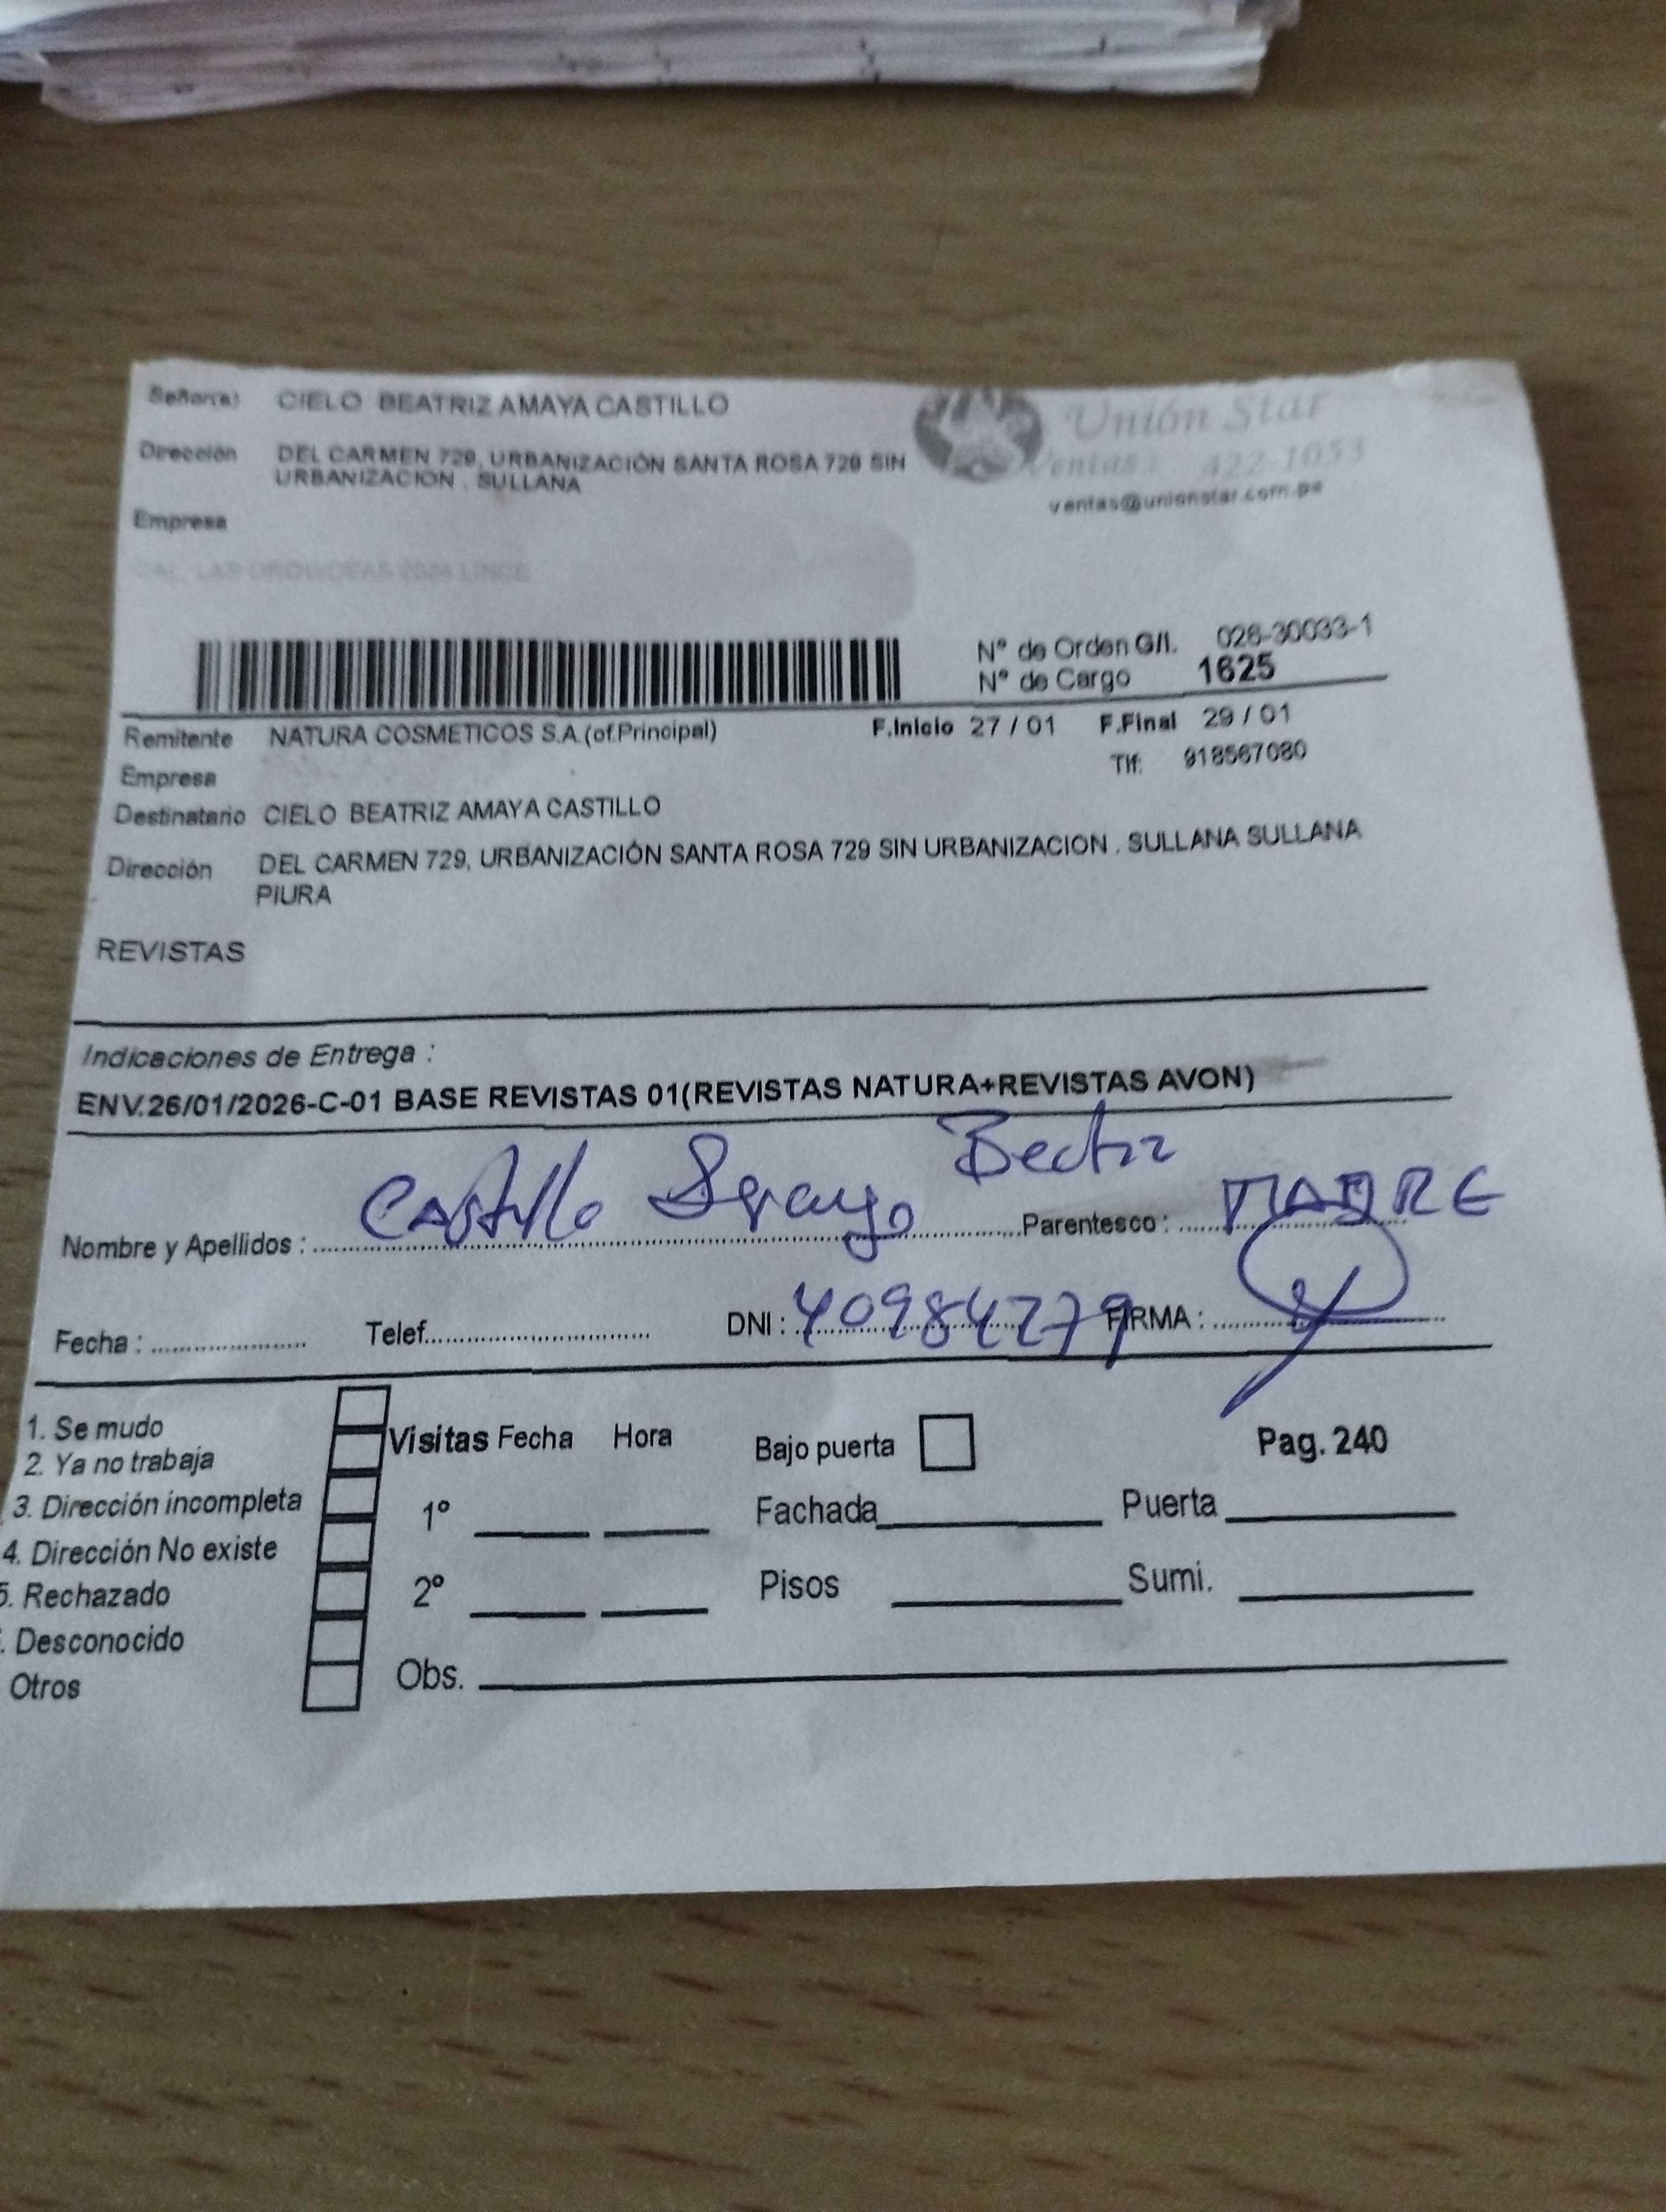 Señor(a) CIELO BEATRIZ AMAYA CASTILLO
Unión Star
Dirección DEL CARMEN 729, URBANIZACIÓN SANTA ROSA 729 SIN
URBANIZACION . SULLANA
Ventas: 422-1053
ventas@unionstar.com.pe
Empresa
CAL. LAS ORQUIDEAS LINCE
N° de Orden G/I. 026-30033-1
N° de Cargo 1625
Remitente NATURA COSMETICOS S.A.(of.Principal) F.Inicio 27 / 01 F.Final 29 / 01
Empresa Tlf: 918567080
Destinatario CIELO BEATRIZ AMAYA CASTILLO
Dirección DEL CARMEN 729, URBANIZACIÓN SANTA ROSA 729 SIN URBANIZACION . SULLANA SULLANA
PIURA
REVISTAS
Indicaciones de Entrega :
ENV.26/01/2026-C-01 BASE REVISTAS 01(REVISTAS NATURA+REVISTAS AVON)
Nombre y Apellidos : Castillo Parentesco : MADRE
Fecha : Telef. DNI : 40984279 FIRMA :
1. Se mudo
2. Ya no trabaja
3. Dirección incompleta
4. Dirección No existe
5. Rechazado
. Desconocido
Otros
Visitas Fecha Hora Bajo puerta Pag. 240
1° Fachada Puerta
2° Pisos Sumi.
Obs.